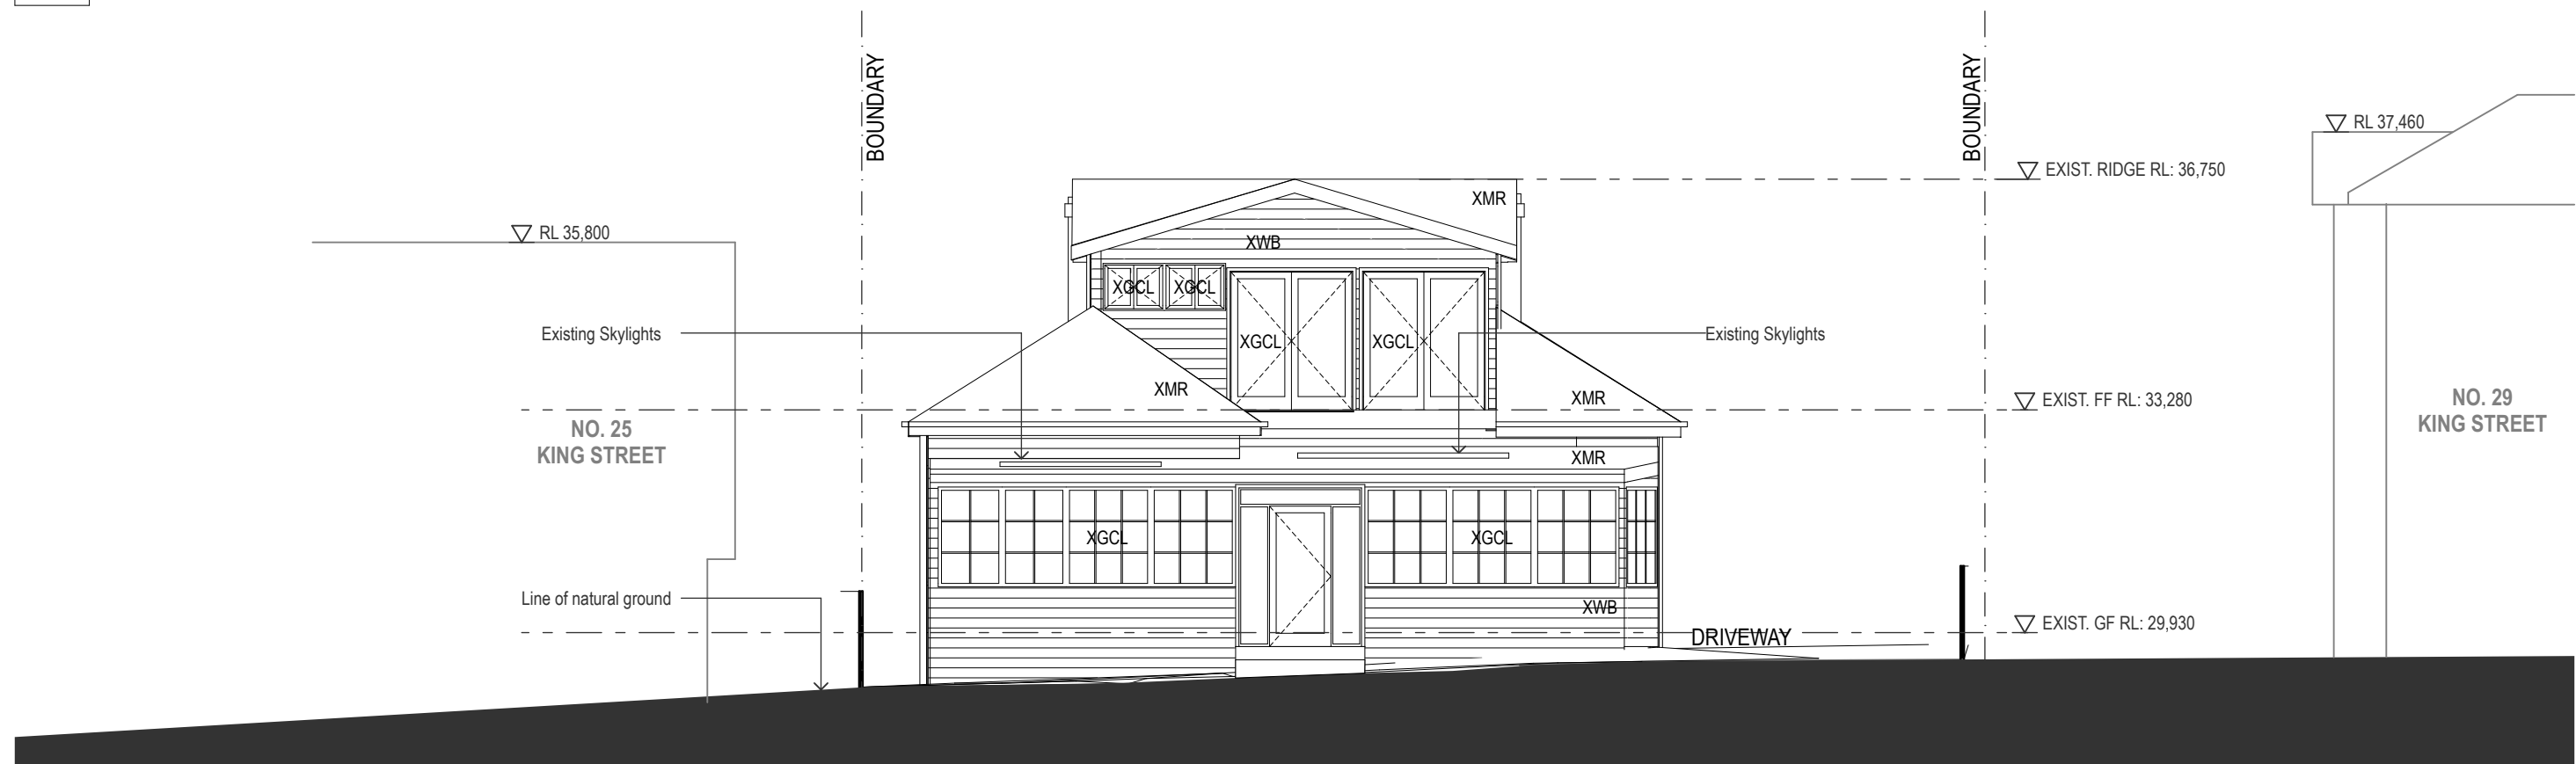 BOUNDARY
BOUNDARY
RL 37,460
EXIST. RIDGE RL: 36,750
XMR
RL 35,800
XWB
XGCL
XGCL
Existing Skylights
XGCL
XGCL
Existing Skylights
XMR
XMR
EXIST. FF RL: 33,280
NO. 25
KING STREET
NO. 29
KING STREET
XMR
XGCL
XGCL
Line of natural ground
XWB
EXIST. GF RL: 29,930
DRIVEWAY